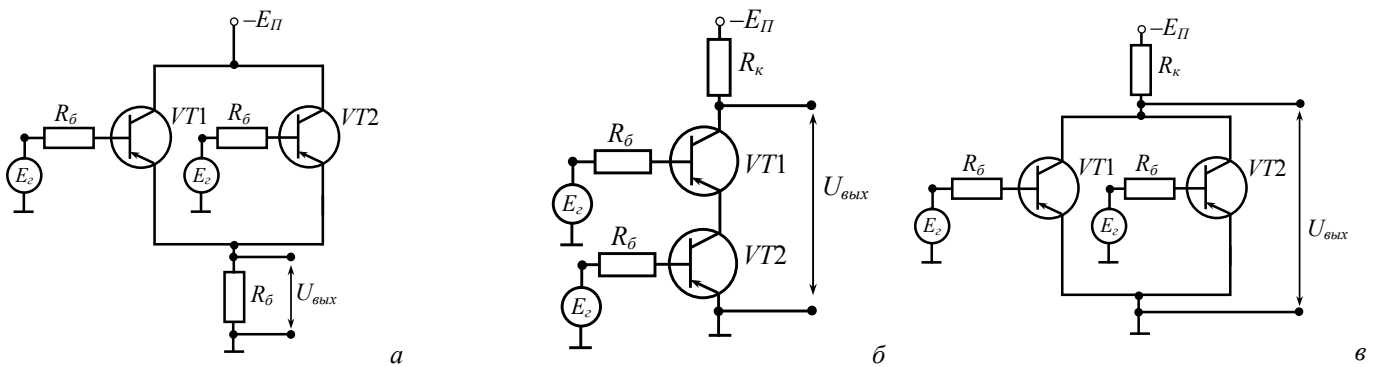 –E_П
R_б
VT1
R_б
VT2
E_г
E_г
R_б
U_вых
а
–E_П
R_к
R_б
VT1
E_г
U_вых
R_б
VT2
E_г
б
–E_П
R_к
R_б
VT1
R_б
VT2
E_г
E_г
U_вых
в